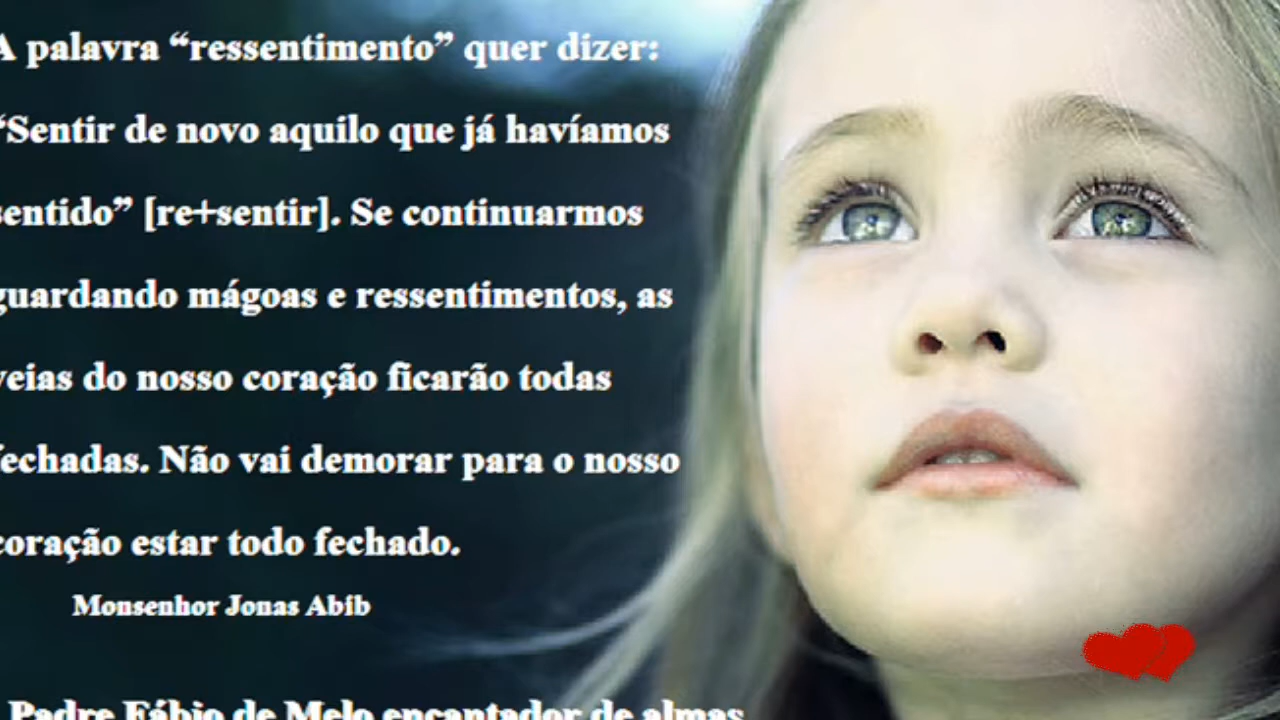 A palavra “ressentimento” quer dizer:
“Sentir de novo aquilo que já havíamos
sentido” [re+sentir]. Se continuarmos
guardando mágoas e ressentimentos, as
veias do nosso coração ficarão todas
fechadas. Não vai demorar para o nosso
coração estar todo fechado.
Monsenhor Jonas Abib
Padre Fábio de Melo encantador de almas